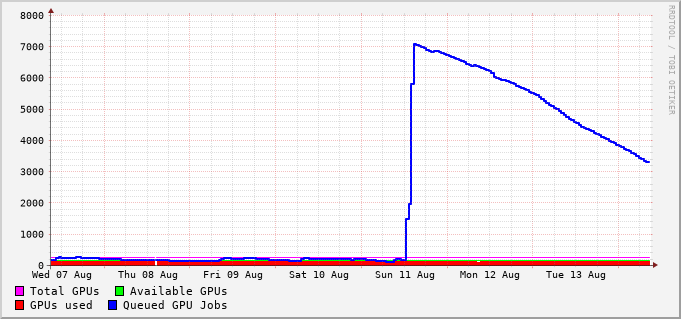 8000
7000
6000
5000
4000
3000
2000
1000
0
Wed 07 Aug Thu 08 Aug Fri 09 Aug Sat 10 Aug Sun 11 Aug Mon 12 Aug Tue 13 Aug
Total GPUs Available GPUs
GPUs used Queued GPU Jobs
RRDTOOL / TOBI OETIKER